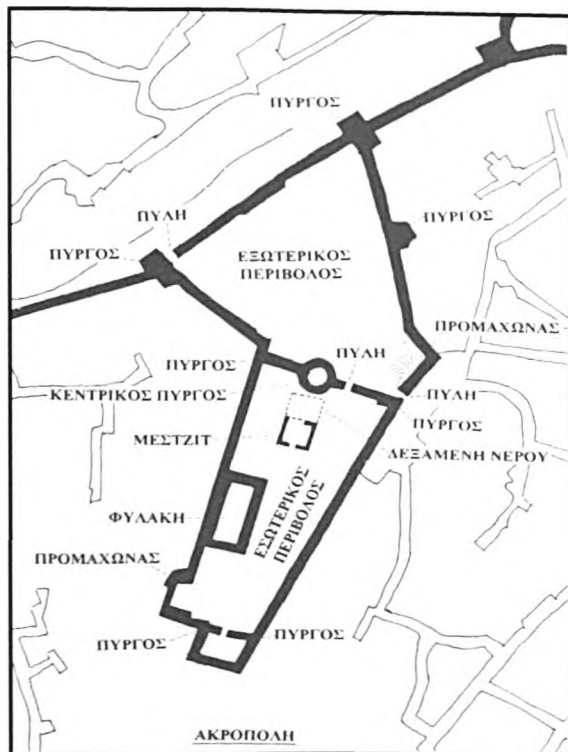 ΠΥΡΓΟΣ
ΠΥΛΗ
ΠΥΡΓΟΣ
ΠΥΡΓΟΣ
ΕΞΩΤΕΡΙΚΟΣ
ΠΕΡΙΒΟΛΟΣ
ΠΡΟΜΑΧΩΝΑΣ
ΠΥΡΓΟΣ
ΠΥΛΗ
ΚΕΝΤΡΙΚΟΣ ΠΥΡΓΟΣ
ΠΥΛΗ
ΠΥΡΓΟΣ
ΜΕΣΤΖΙΤ
ΔΕΞΑΜΕΝΗ ΝΕΡΟΥ
ΕΣΩΤΕΡΙΚΟΣ
ΠΕΡΙΒΟΛΟΣ
ΦΥΛΑΚΗ
ΠΡΟΜΑΧΩΝΑΣ
ΠΥΡΓΟΣ
ΠΥΡΓΟΣ
ΑΚΡΟΠΟΛΗ